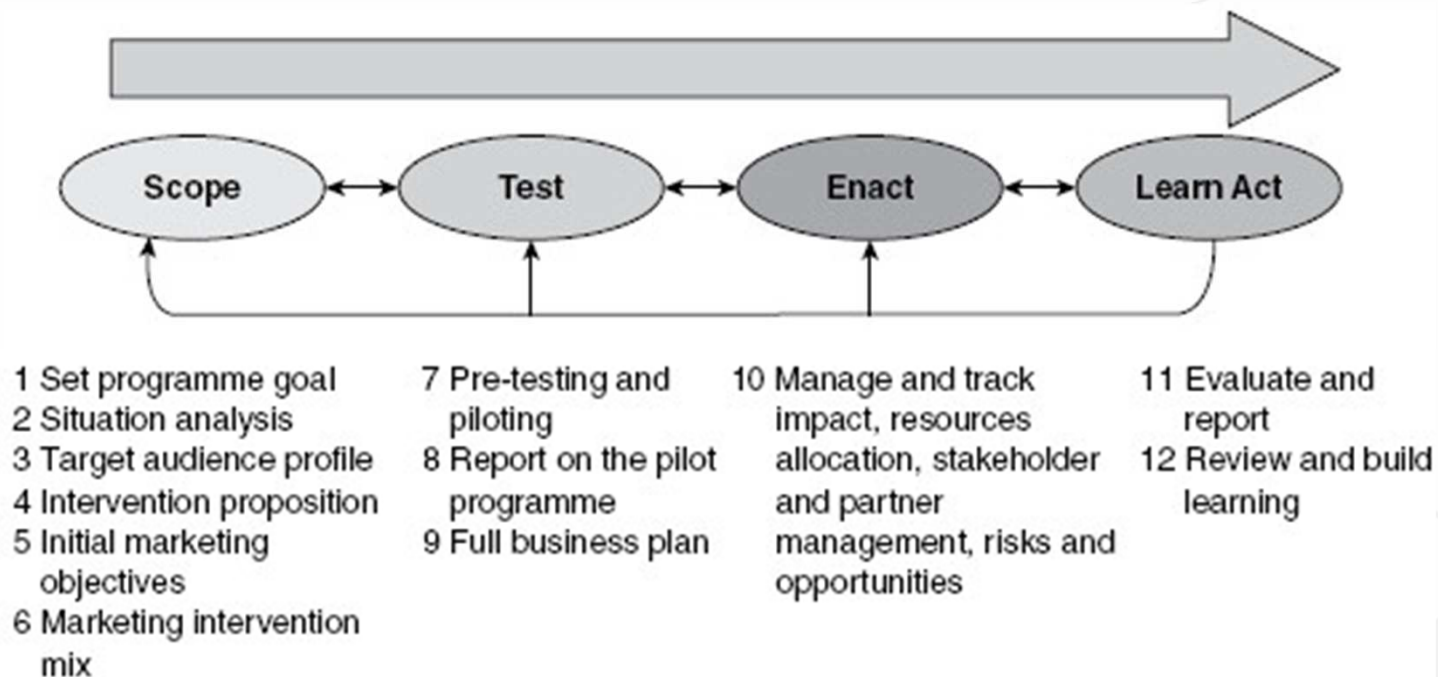 Scope
Test
Enact
Learn Act
1 Set programme goal
2 Situation analysis
3 Target audience profile
4 Intervention proposition
5 Initial marketing
objectives
6 Marketing intervention
mix
7 Pre-testing and
piloting
8 Report on the pilot
programme
9 Full business plan
10 Manage and track
impact, resources
allocation, stakeholder
and partner
management, risks and
opportunities
11 Evaluate and
report
12 Review and build
learning